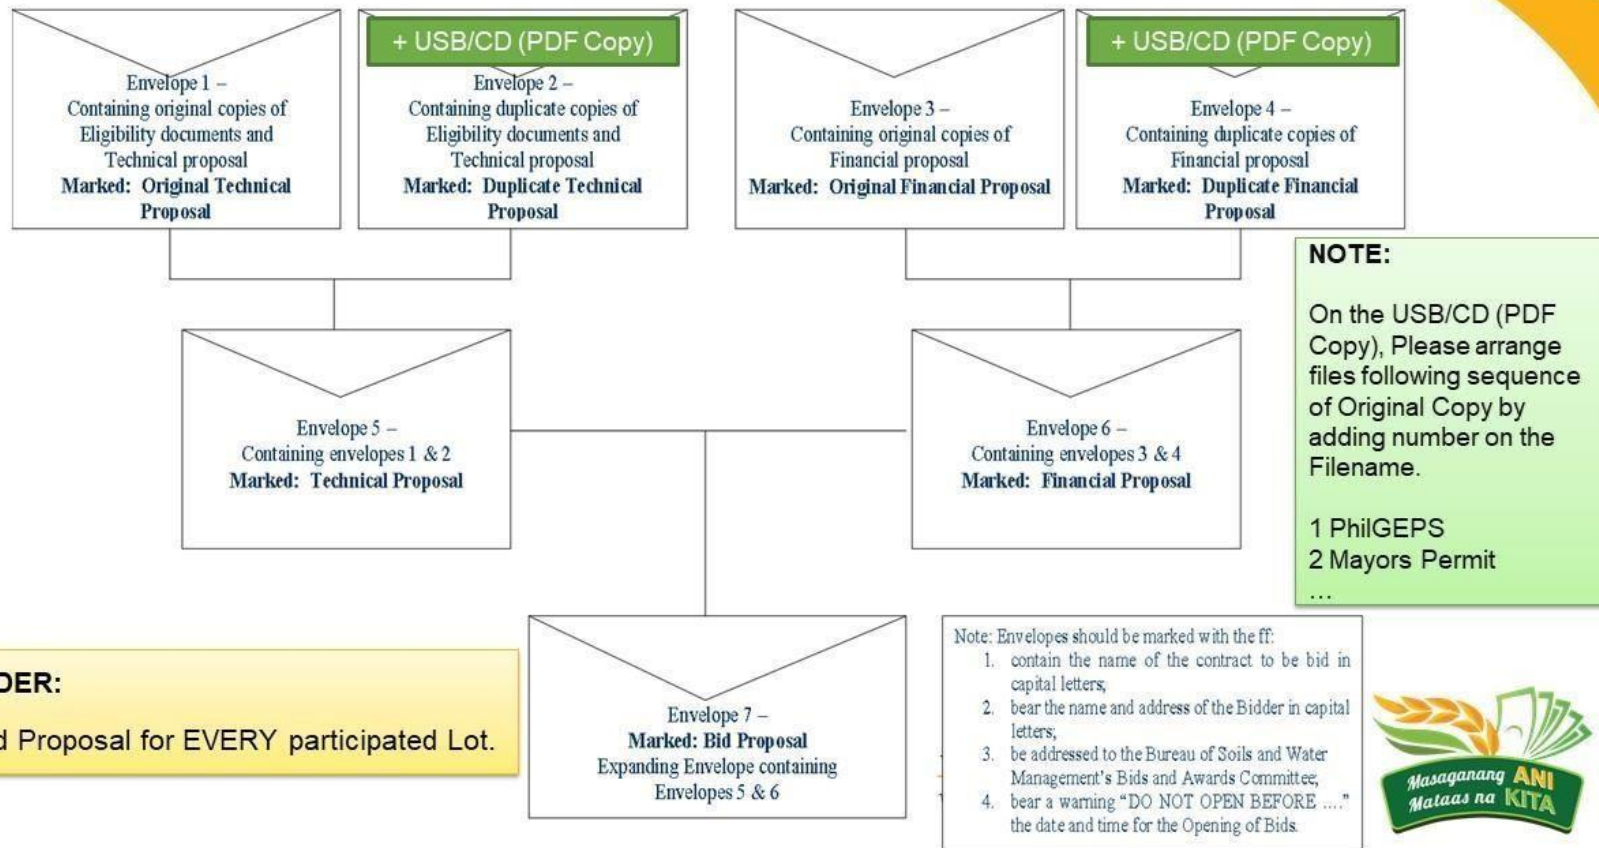 Envelope 1 –
Containing original copies of
Eligibility documents and
Technical proposal
Marked: Original Technical
Proposal
+ USB/CD (PDF Copy)
Envelope 2 –
Containing duplicate copies of
Eligibility documents and
Technical proposal
Marked: Duplicate Technical
Proposal
Envelope 3 –
Containing original copies of
Financial proposal
Marked: Original Financial Proposal
+ USB/CD (PDF Copy)
Envelope 4 –
Containing duplicate copies of
Financial proposal
Marked: Duplicate Financial
Proposal
NOTE:
On the USB/CD (PDF
Copy), Please arrange
files following sequence
of Original Copy by
adding number on the
Filename.
1 PhilGEPS
2 Mayors Permit
...
Envelope 5 –
Containing envelopes 1 & 2
Marked: Technical Proposal
Envelope 6 –
Containing envelopes 3 & 4
Marked: Financial Proposal
DER:
d Proposal for EVERY participated Lot.
Envelope 7 –
Marked: Bid Proposal
Expanding Envelope containing
Envelopes 5 & 6
Note: Envelopes should be marked with the ff:
1. contain the name of the contract to be bid in
capital letters;
2. bear the name and address of the Bidder in capital
letters;
3. be addressed to the Bureau of Soils and Water
Management's Bids and Awards Committee;
4. bear a warning "DO NOT OPEN BEFORE ...."
the date and time for the Opening of Bids.
Masaganang ANI
Mataas na KITA